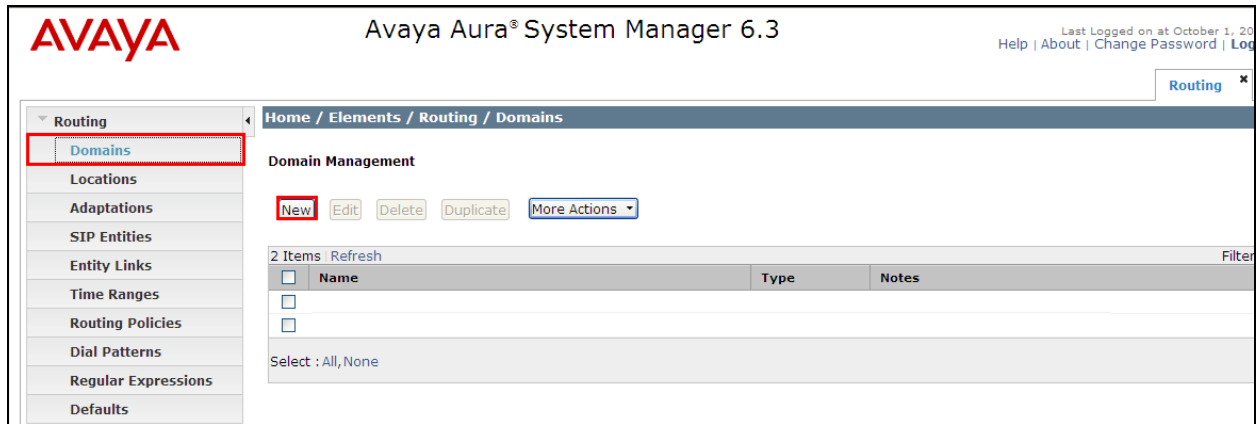 AVAYA
Avaya Aura® System Manager 6.3
Last Logged on at October 1, 20
Help | About | Change Password | Log
Routing ×
Routing
Home / Elements / Routing / Domains
Domains
Domain Management
Locations
Adaptations
New Edit Delete Duplicate More Actions
SIP Entities
Entity Links
2 Items | Refresh Filter
Name Type Notes
Time Ranges
Routing Policies
Dial Patterns
Select : All, None
Regular Expressions
Defaults